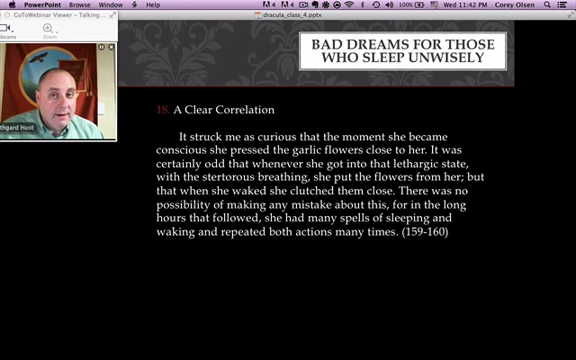 PowerPoint File Edit Window Help
4 4 100% Wed 11:42 PM Corey Olsen
GoToWebinar Viewer - Talking...
dracula_class_4.pptx
Zoom
thgard Host
BAD DREAMS FOR THOSE
WHO SLEEP UNWISELY
18. A Clear Correlation
It struck me as curious that the moment she became
conscious she pressed the garlic flowers close to her. It was
certainly odd that whenever she got into that lethargic state,
with the stertorous breathing, she put the flowers from her; but
that when she waked she clutched them close. There was no
possibility of making any mistake about this, for in the long
hours that followed, she had many spells of sleeping and
waking and repeated both actions many times. (159-160)